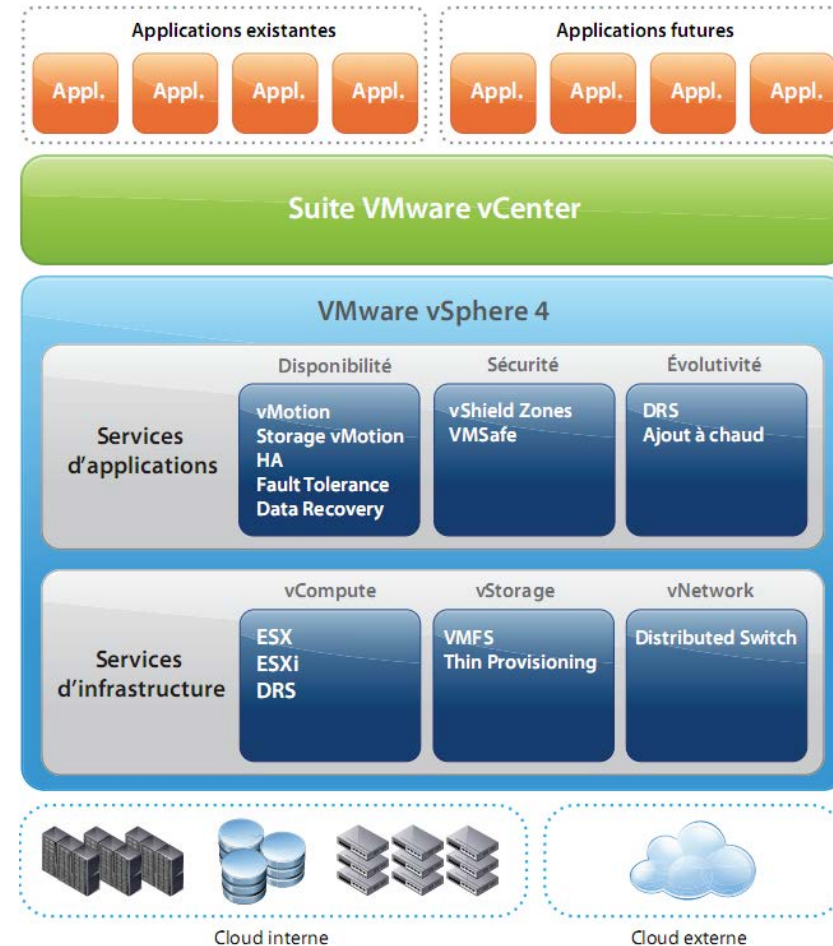 Applications existantes
Applications futures
Appl. Appl. Appl. Appl.
Appl. Appl. Appl. Appl.
Suite VMware vCenter
VMware vSphere 4
Services
d'applications
Disponibilité
vMotion
Storage vMotion
HA
Fault Tolerance
Data Recovery
Sécurité
vShield Zones
VMSafe
Évolutivité
DRS
Ajout à chaud
Services
d'infrastructure
vCompute
ESX
ESXi
DRS
vStorage
VMFS
Thin Provisioning
vNetwork
Distributed Switch
Cloud interne
Cloud externe